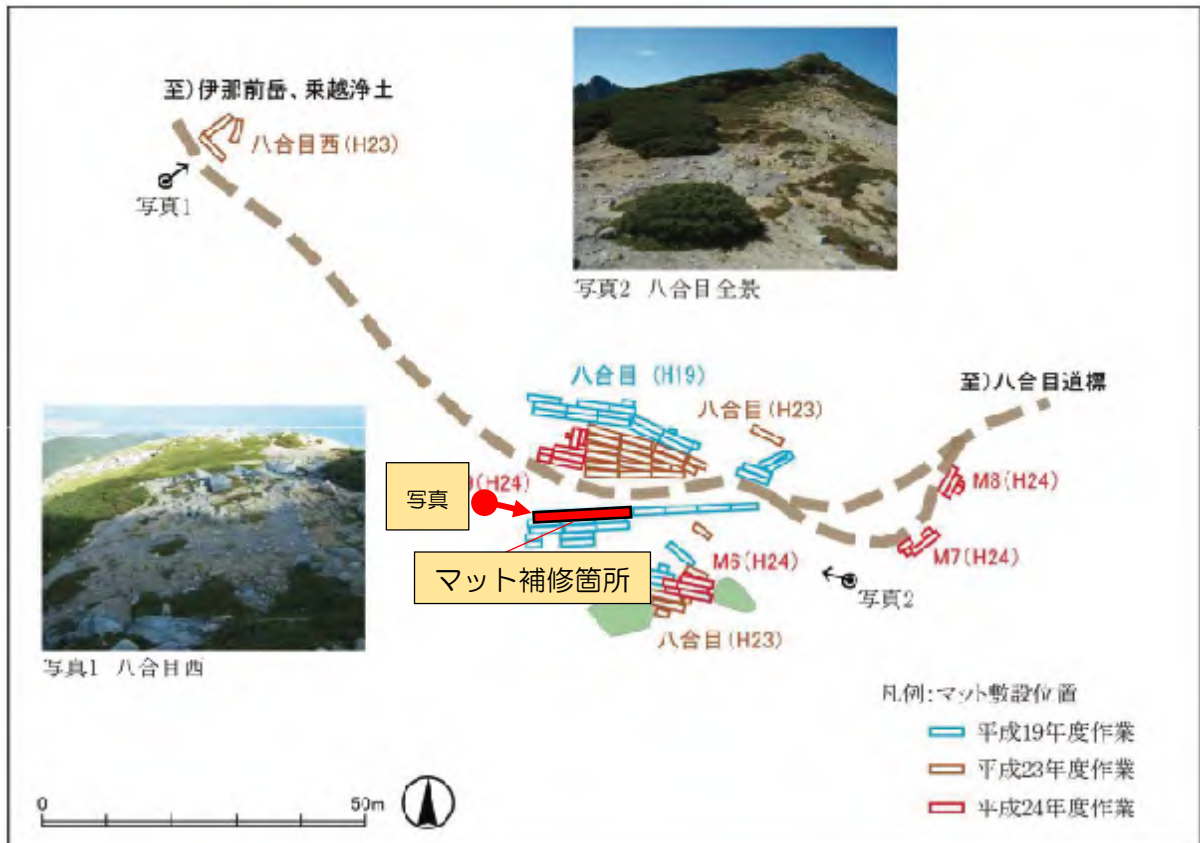 至)伊那前岳、乗越浄土
八合目西(H23)
写真1
写真2 八合目全景
八合目 (H19)
八合目(H23)
至)八合目道標
写真
(H24)
M8(H24)
マット補修箇所
M6(H24)
M7(H24)
写真2
八合目(H23)
写真1 八合目西
凡例:マット敷設位置
平成19年度作業
平成23年度作業
平成24年度作業
0
50m